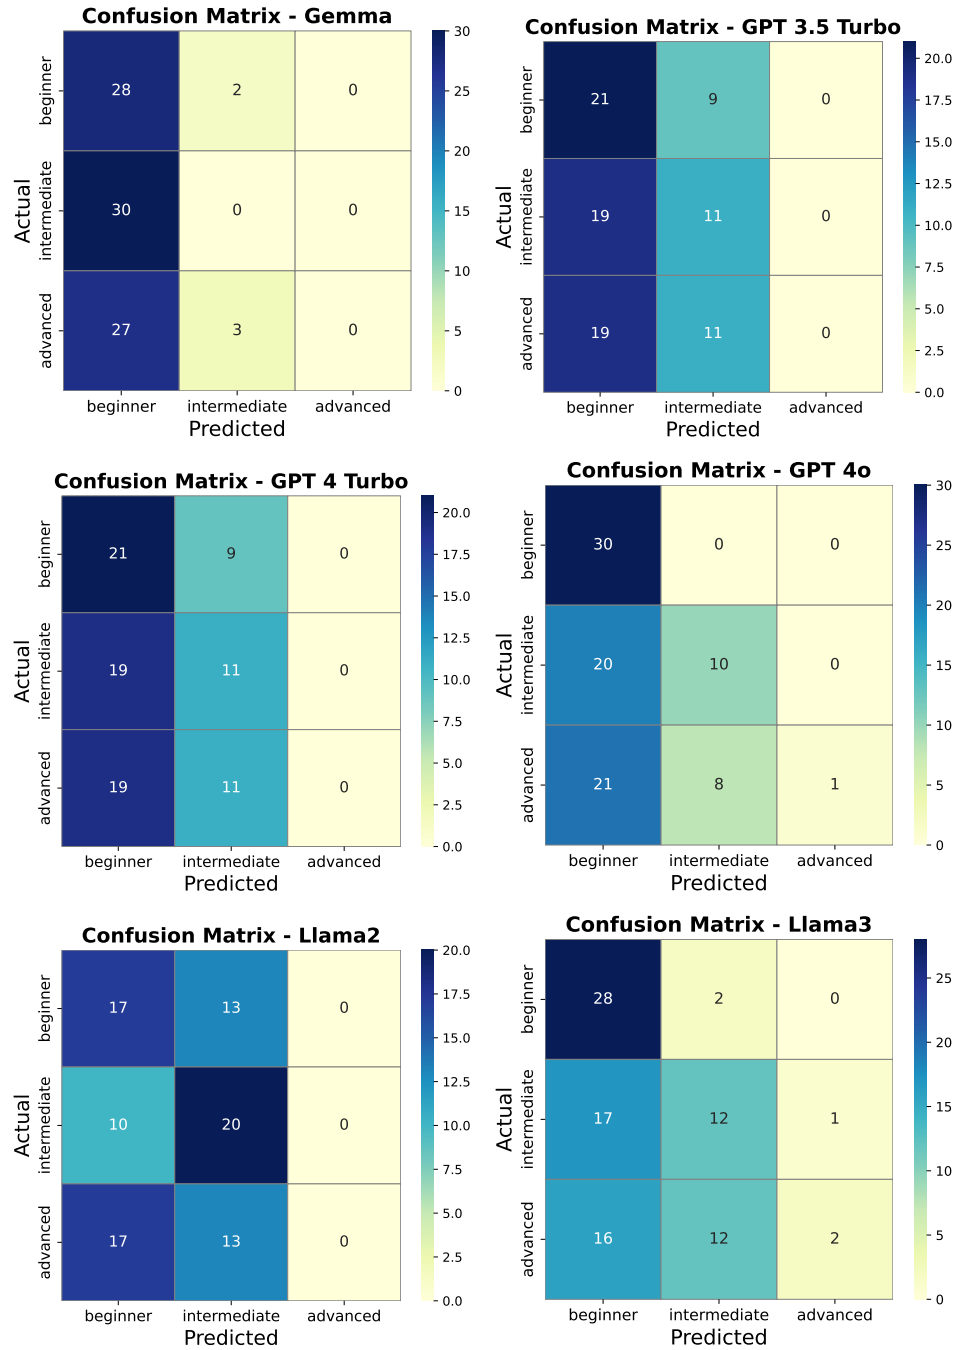 Confusion Matrix - Gemma
30
25
20
15
10
5
0
Actual
beginner
intermediate
advanced
28 2 0
30 0 0
27 3 0
beginner intermediate advanced
Predicted
Confusion Matrix - GPT 3.5 Turbo
20.0
17.5
15.0
12.5
10.0
7.5
5.0
2.5
0.0
Actual
beginner
intermediate
advanced
21 9 0
19 11 0
19 11 0
beginner intermediate advanced
Predicted
Confusion Matrix - GPT 4 Turbo
20.0
17.5
15.0
12.5
10.0
7.5
5.0
2.5
0.0
Actual
beginner
intermediate
advanced
21 9 0
19 11 0
19 11 0
beginner intermediate advanced
Predicted
Confusion Matrix - GPT 4o
30
25
20
15
10
5
0
Actual
beginner
intermediate
advanced
30 0 0
20 10 0
21 8 1
beginner intermediate advanced
Predicted
Confusion Matrix - Llama2
20.0
17.5
15.0
12.5
10.0
7.5
5.0
2.5
0.0
Actual
beginner
intermediate
advanced
17 13 0
10 20 0
17 13 0
beginner intermediate advanced
Predicted
Confusion Matrix - Llama3
25
20
15
10
5
0
Actual
beginner
intermediate
advanced
28 2 0
17 12 1
16 12 2
beginner intermediate advanced
Predicted